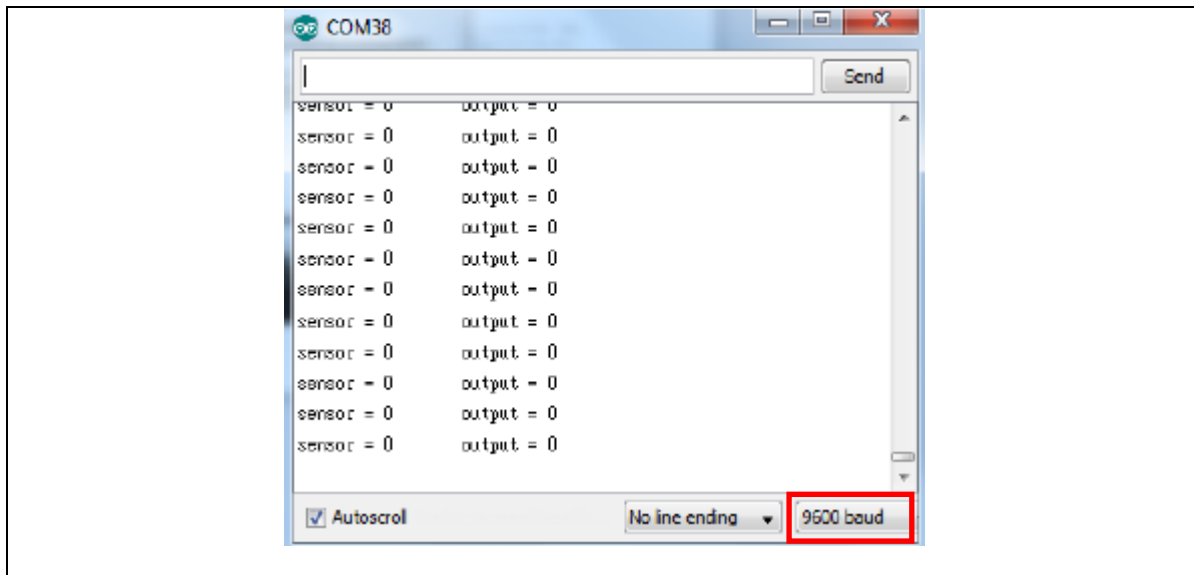 COM38
Send
sensor = 0 output = 0
sensor = 0 output = 0
sensor = 0 output = 0
sensor = 0 output = 0
sensor = 0 output = 0
sensor = 0 output = 0
sensor = 0 output = 0
sensor = 0 output = 0
sensor = 0 output = 0
sensor = 0 output = 0
sensor = 0 output = 0
sensor = 0 output = 0
Autoscroll No line ending 9600 baud